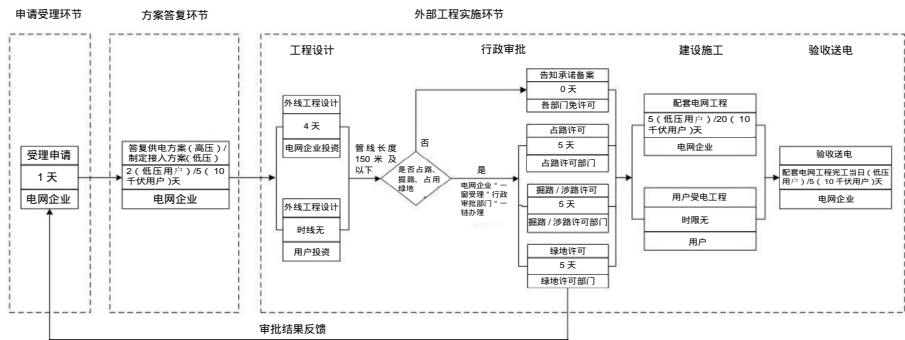 申请受理环节
方案答复环节
外部工程实施环节
工程设计
行政审批
建设施工
验收送电
受理申请
1 天
电网企业
答复供电方案（高压）/
制定接入方案（低压）
2（低压用户）/5（ 10
千伏用户）天
电网企业
外线工程设计
4 天
电网企业投资
外线工程设计
时线无
用户投资
管线长度
150 米 及
以下
是否占路、
掘路、占用
绿地
否
是
电网企业“一
窗受理”行政
审批部门“一
链办理
告知承诺备案
0 天
各部门免许可
占路许可
5 天
占路许可部门
掘路 / 涉路许可
5 天
掘路 / 涉路许可部门
绿地许可
5 天
绿地许可部门
配套电网工程
5（低压用户）/20（ 10
千伏用户）天
电网企业
用户受电工程
时限无
用户
验收送电
配套电网工程完工当日（低压
用户）/5（ 10 千伏用户）天
电网企业
审批结果反馈